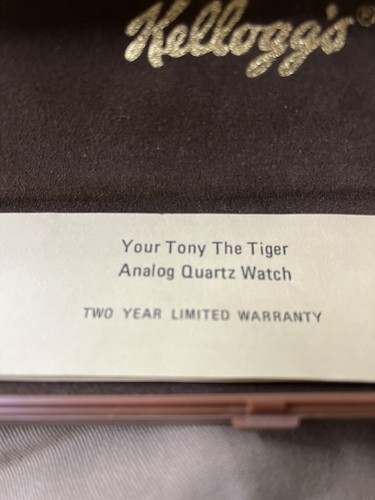 Kellogg's®
Your Tony The Tiger
Analog Quartz Watch
TWO YEAR LIMITED WARRANTY